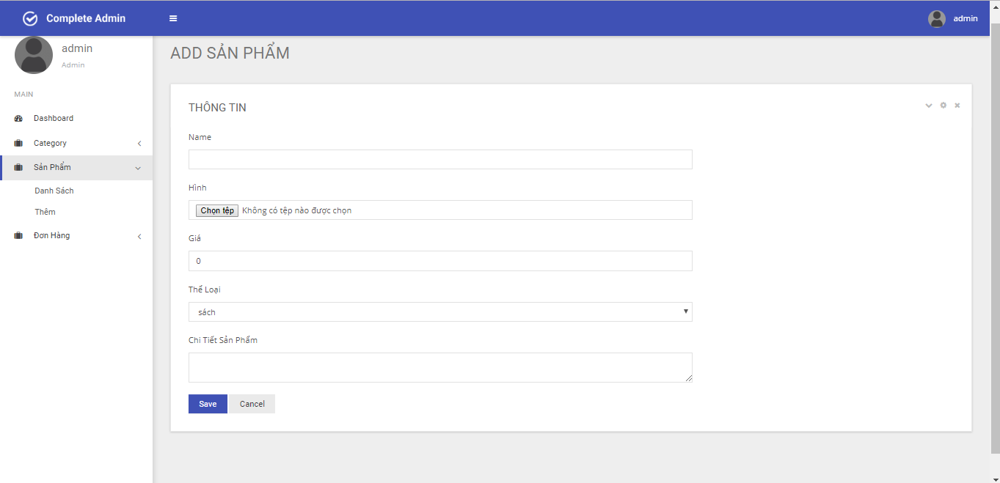 Complete Admin
admin
admin
Admin
MAIN
Dashboard
Category
Sản Phẩm
Danh Sách
Thêm
Đơn Hàng
ADD SẢN PHẨM
THÔNG TIN
Name
Hình
Chọn tệp Không có tệp nào được chọn
Giá
0
Thể Loại
sách
Chi Tiết Sản Phẩm
Save Cancel